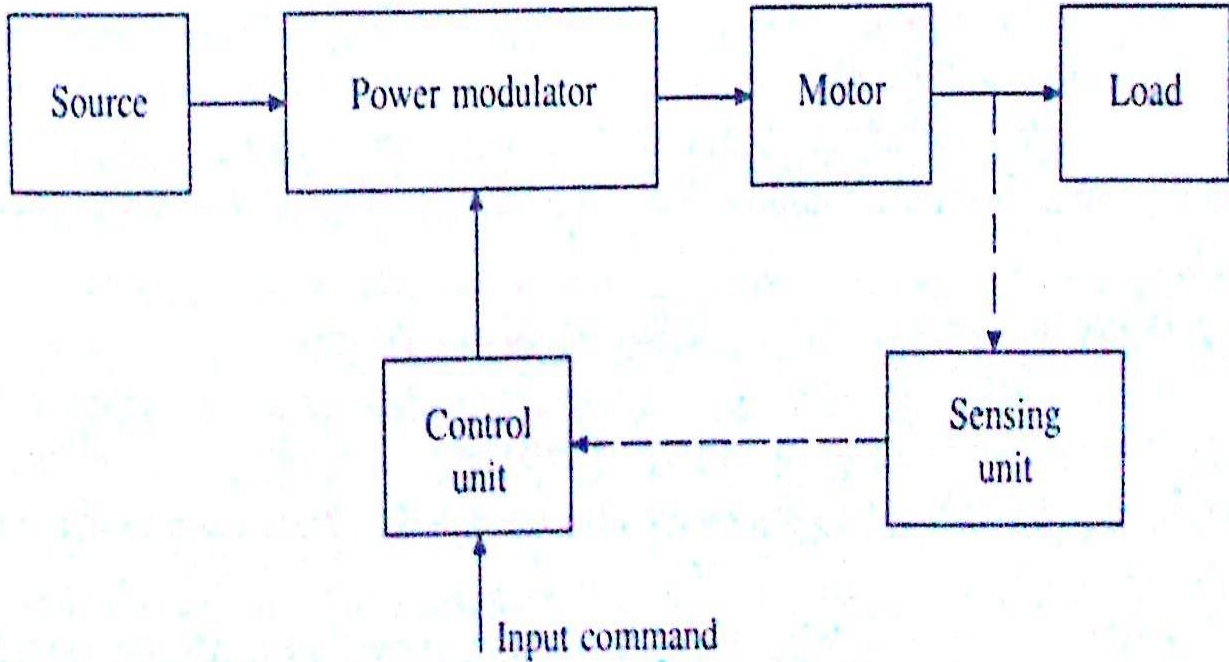 Source
Power modulator
Motor
Load
Control
unit
Sensing
unit
Input command